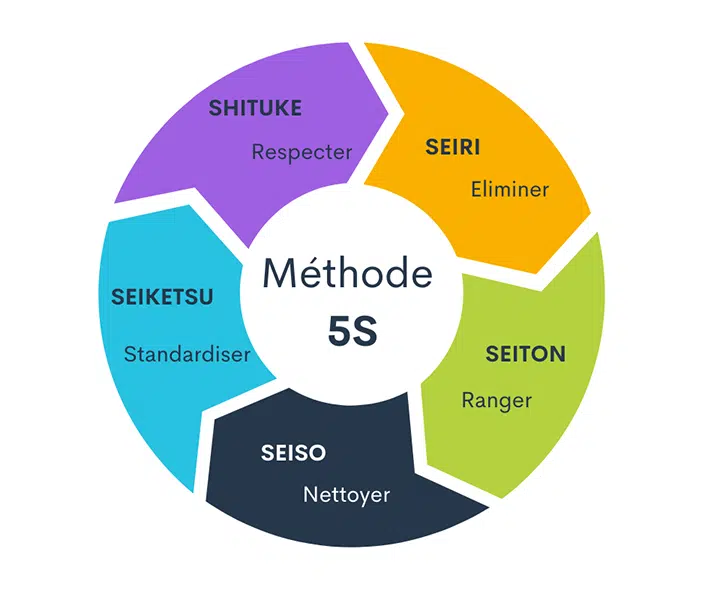 Méthode
5S
SEIRI
Eliminer
SEITON
Ranger
SEISO
Nettoyer
SEIKETSU
Standardiser
SHITUKE
Respecter